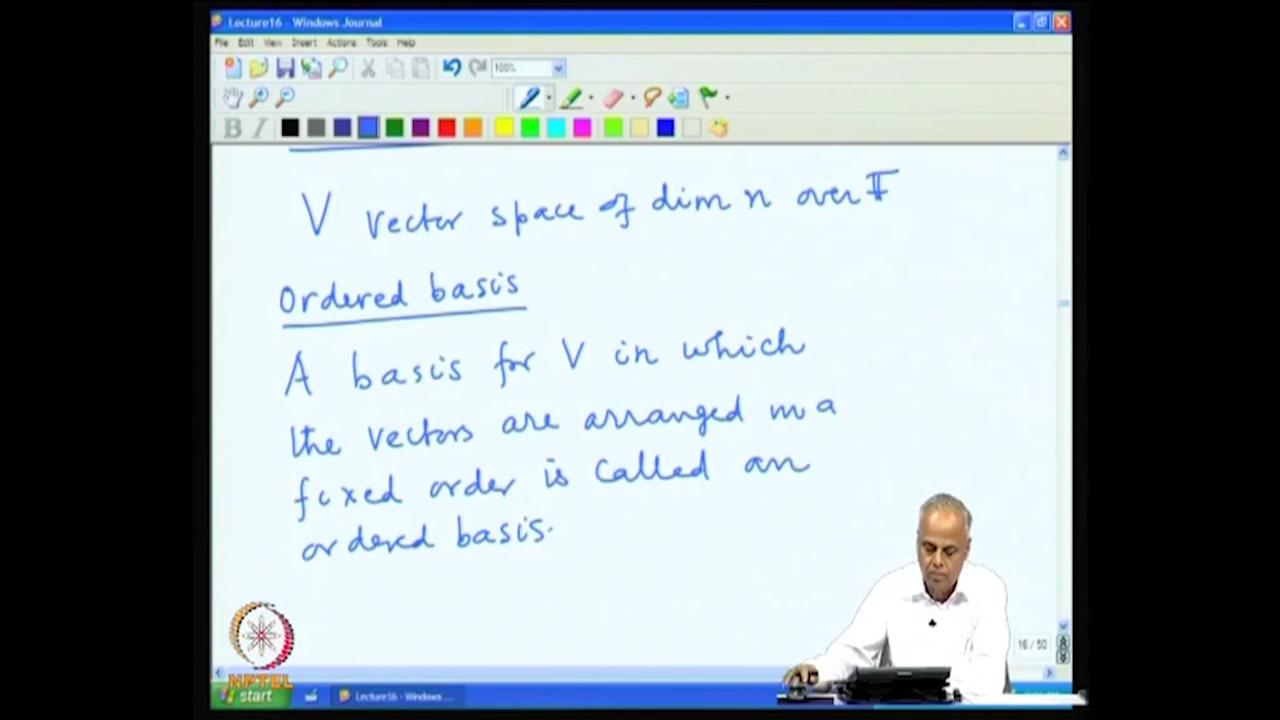 Lecture16 - Windows Journal
File Edit View Insert Actions Tools Help
100%
B I
V vector space of dim n over F
Ordered basis
A basis for V in which
the vectors are arranged in a
fixed order is called an
ordered basis.
16 / 50
NPTEL
start
Lecture16 - Windows ...